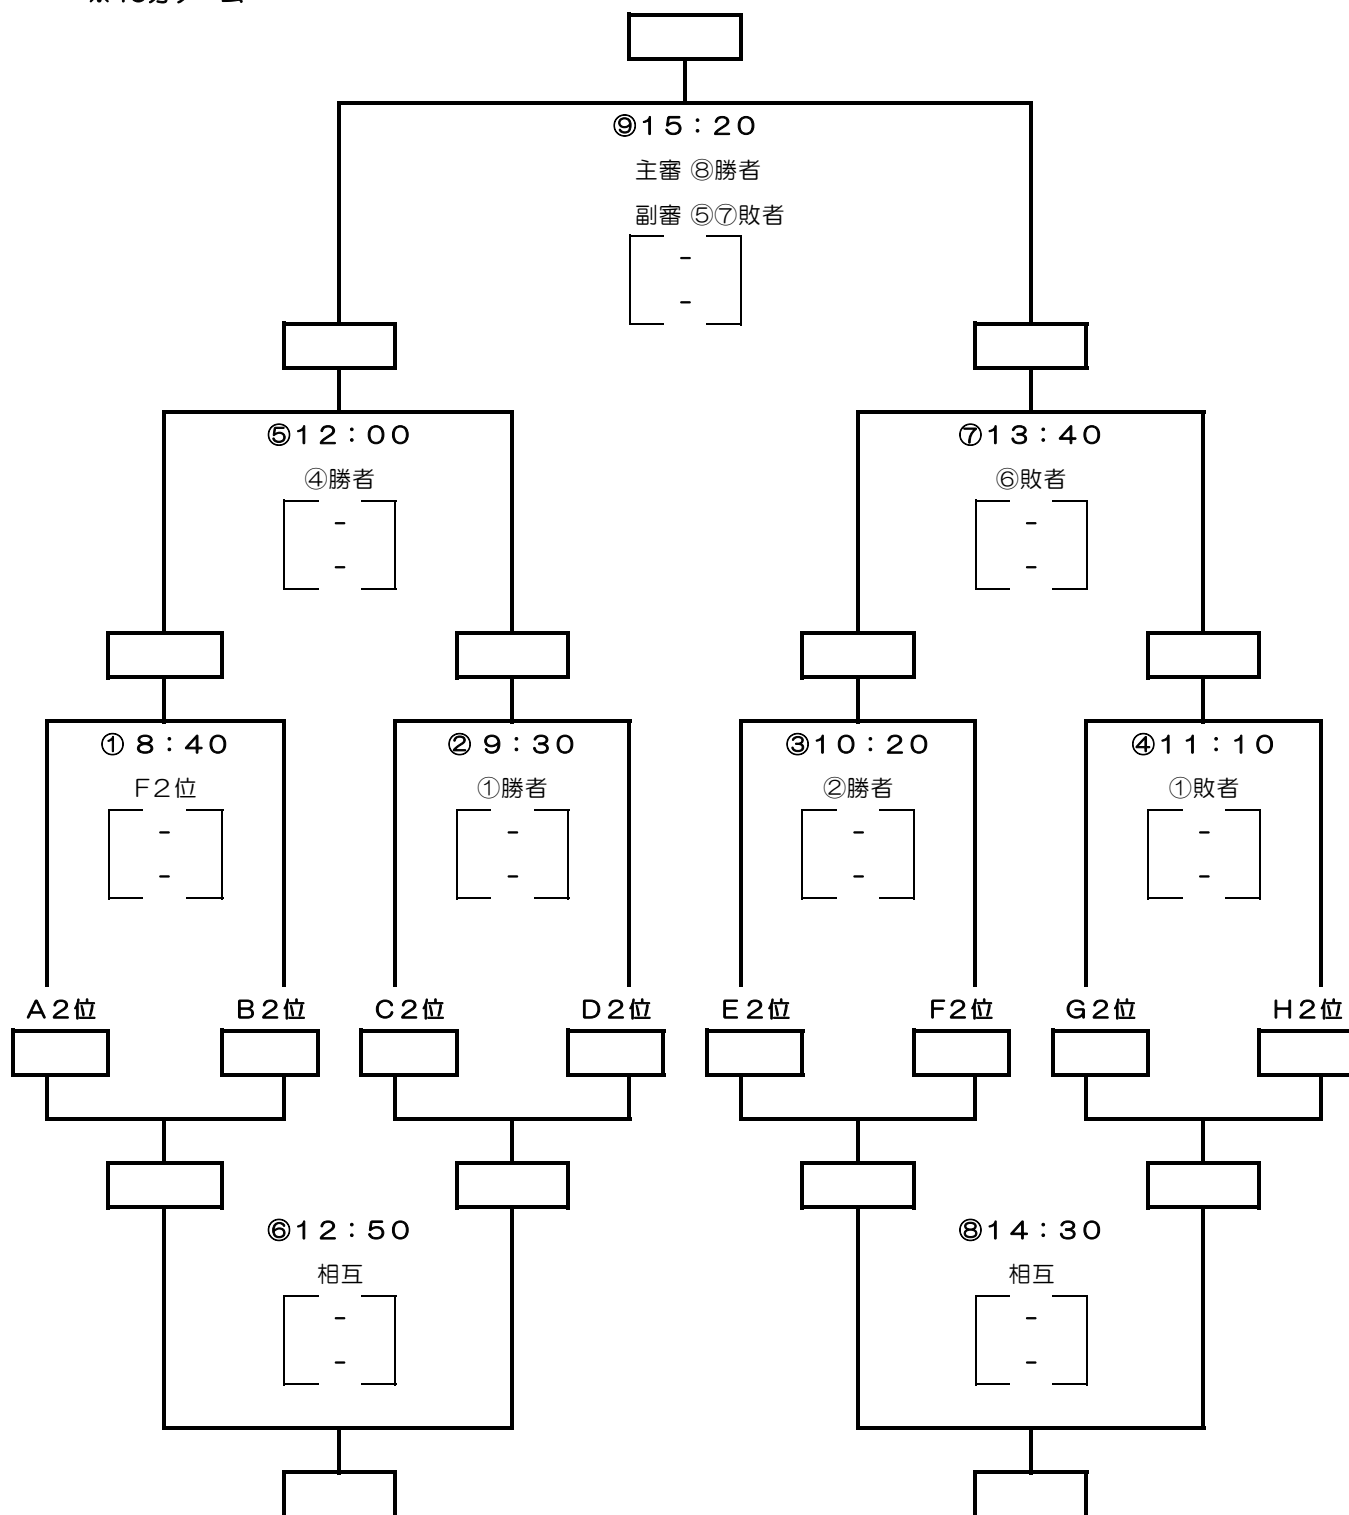 ⑨15:20
主審 ⑧勝者
副審 ⑤⑦敗者
-
-
⑤12:00
⑦13:40
④勝者
⑥敗者
- -
- -
① 8:40
② 9:30
③10:20
④11:10
F2位
①勝者
②勝者
①敗者
- - - -
- - - -
A2位 B2位 C2位 D2位 E2位 F2位 G2位 H2位
⑥12:50
⑧14:30
相互
相互
- -
- -